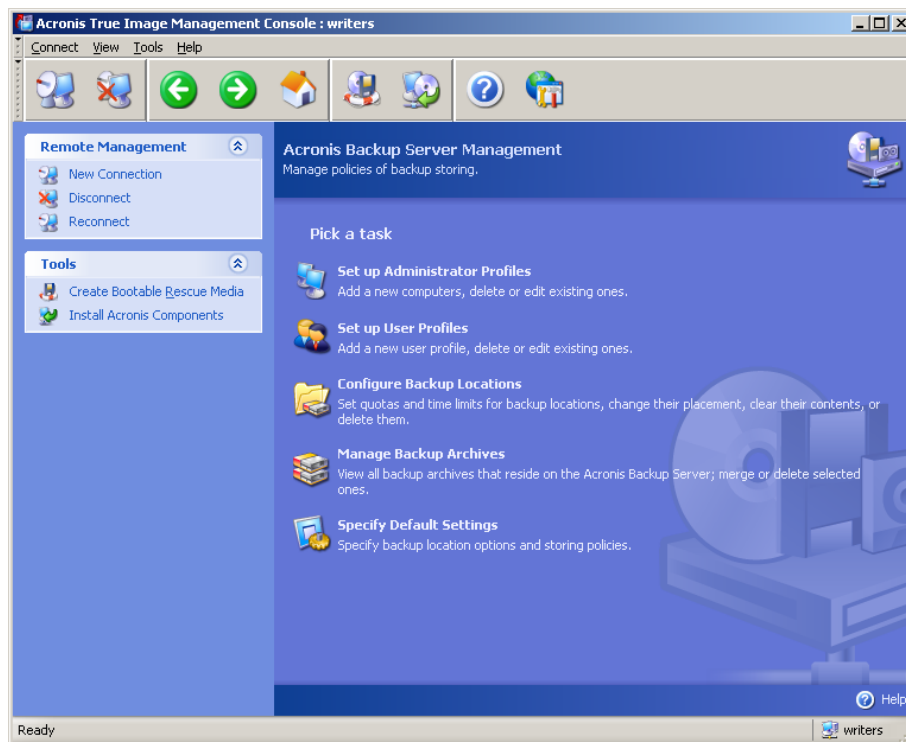 Acronis True Image Management Console : writers
Connect View Tools Help
Remote Management
New Connection
Disconnect
Reconnect
Tools
Create Bootable Rescue Media
Install Acronis Components
Acronis Backup Server Management
Manage policies of backup storing.
Pick a task
Set up Administrator Profiles
Add a new computers, delete or edit existing ones.
Set up User Profiles
Add a new user profile, delete or edit existing ones.
Configure Backup Locations
Set quotas and time limits for backup locations, change their placement, clear their contents, or
delete them.
Manage Backup Archives
View all backup archives that reside on the Acronis Backup Server; merge or delete selected
ones.
Specify Default Settings
Specify backup location options and storing policies.
Help
Ready
writers